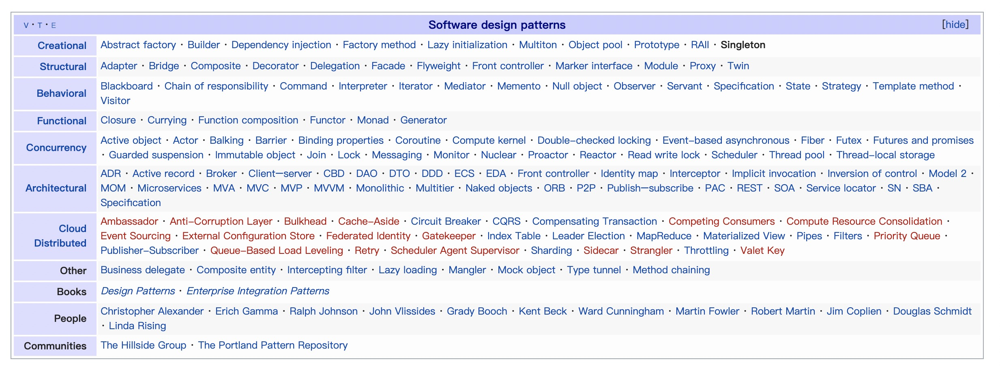 V · T · E Software design patterns [hide]
Creational Abstract factory · Builder · Dependency injection · Factory method · Lazy initialization · Multiton · Object pool · Prototype · RAII · Singleton
Structural Adapter · Bridge · Composite · Decorator · Delegation · Facade · Flyweight · Front controller · Marker interface · Module · Proxy · Twin
Behavioral Blackboard · Chain of responsibility · Command · Interpreter · Iterator · Mediator · Memento · Null object · Observer · Servant · Specification · State · Strategy · Template method ·
Visitor
Functional Closure · Currying · Function composition · Functor · Monad · Generator
Concurrency Active object · Actor · Balking · Barrier · Binding properties · Coroutine · Compute kernel · Double-checked locking · Event-based asynchronous · Fiber · Futex · Futures and promises
· Guarded suspension · Immutable object · Join · Lock · Messaging · Monitor · Nuclear · Proactor · Reactor · Read write lock · Scheduler · Thread pool · Thread-local storage
Architectural ADR · Active record · Broker · Client–server · CBD · DAO · DTO · DDD · ECS · EDA · Front controller · Identity map · Interceptor · Implicit invocation · Inversion of control · Model 2 ·
MOM · Microservices · MVA · MVC · MVP · MVVM · Monolithic · Multitier · Naked objects · ORB · P2P · Publish–subscribe · PAC · REST · SOA · Service locator · SN · SBA ·
Specification
Cloud Distributed Ambassador · Anti-Corruption Layer · Bulkhead · Cache-Aside · Circuit Breaker · CQRS · Compensating Transaction · Competing Consumers · Compute Resource Consolidation ·
Event Sourcing · External Configuration Store · Federated Identity · Gatekeeper · Index Table · Leader Election · MapReduce · Materialized View · Pipes · Filters · Priority Queue ·
Publisher-Subscriber · Queue-Based Load Leveling · Retry · Scheduler Agent Supervisor · Sharding · Sidecar · Strangler · Throttling · Valet Key
Other Business delegate · Composite entity · Intercepting filter · Lazy loading · Mangler · Mock object · Type tunnel · Method chaining
Books Design Patterns · Enterprise Integration Patterns
People Christopher Alexander · Erich Gamma · Ralph Johnson · John Vlissides · Grady Booch · Kent Beck · Ward Cunningham · Martin Fowler · Robert Martin · Jim Coplien · Douglas Schmidt
· Linda Rising
Communities The Hillside Group · The Portland Pattern Repository